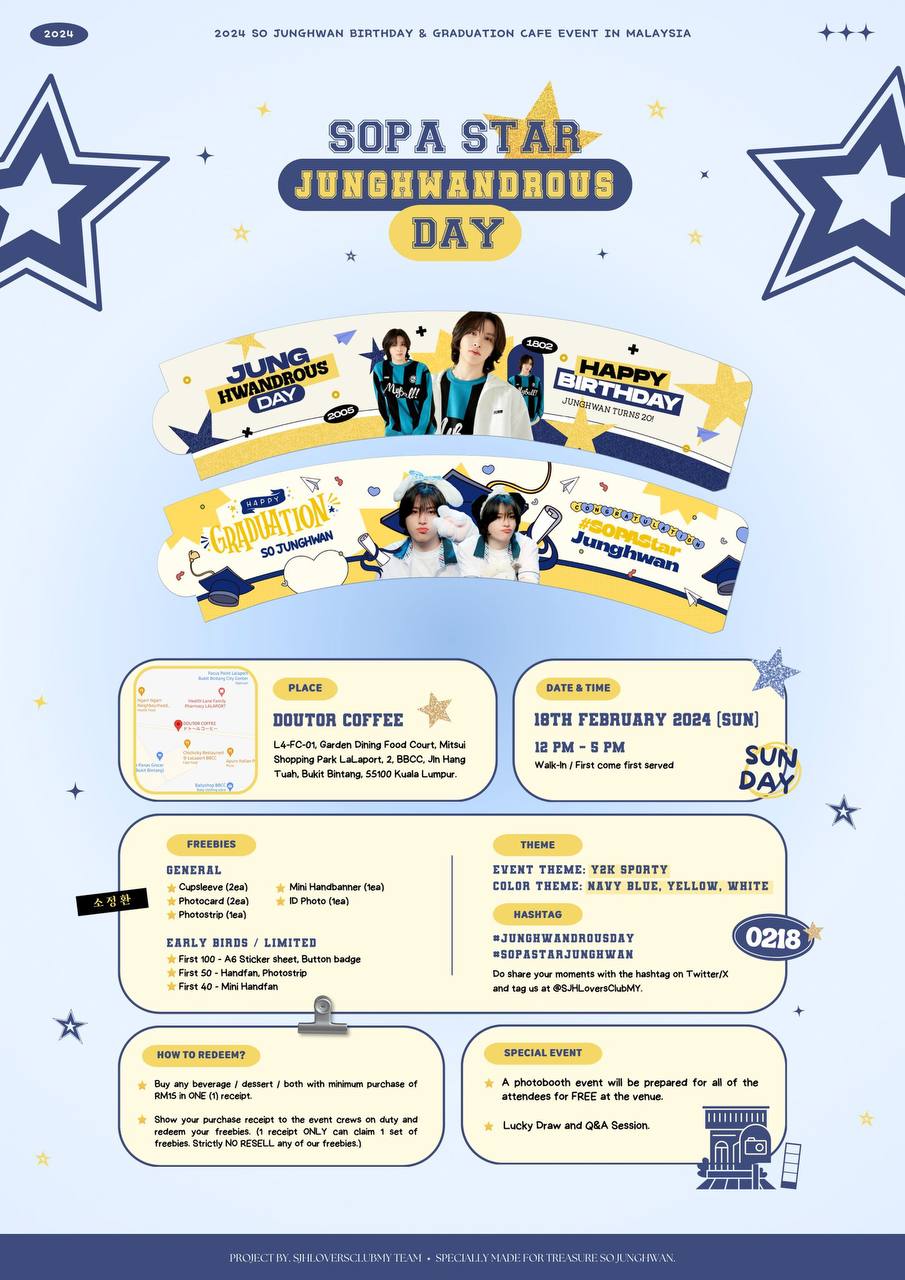 2024
2024 SO JUNGHWAN BIRTHDAY & GRADUATION CAFE EVENT IN MALAYSIA
SOPA STAR
JUNGHWANDROUS
DAY
JUNG
HWANDROUS
DAY
2005
1802
HAPPY
BIRTHDAY
JUNGHWAN TURNS 20!
HAPPY
GRADUATION
SO JUNGHWAN
CONGRATULATION
#SOPAStar
Junghwan
PLACE
DOUTOR COFFEE
L4-FC-01, Garden Dining Food Court, Mitsui
Shopping Park LaLaport, 2, BBCC, Jln Hang
Tuah, Bukit Bintang, 55100 Kuala Lumpur.
Focus Point Lalaport
Bukit Bintang City Center
Health Lane Family
Pharmacy LALAPORT
DOUTOR COFFEE
ドトールコーヒー
Chicking Restaurant
@ LaLaport BBCC
Babyshop BBCC
DATE & TIME
18TH FEBRUARY 2024 (SUN)
12 PM - 5 PM
Walk-In / First come first served
SUN
DAY
FREEBIES
GENERAL
Cupsleeve (2ea)
Photocard (2ea)
Photostrip (1ea)
Mini Handbanner (1ea)
ID Photo (1ea)
EARLY BIRDS / LIMITED
First 100 - A6 Sticker sheet, Button badge
First 50 - Handfan, Photostrip
First 40 - Mini Handfan
소정환
THEME
EVENT THEME: Y2K SPORTY
COLOR THEME: NAVY BLUE, YELLOW, WHITE
HASHTAG
#JUNGHWANDROUSDAY
#SOPASTARJUNGHWAN
Do share your moments with the hashtag on Twitter/X
and tag us at @SJHLoversClubMY.
0218
HOW TO REDEEM?
Buy any beverage / dessert / both with minimum purchase of
RM15 in ONE (1) receipt.
Show your purchase receipt to the event crews on duty and
redeem your freebies. (1 receipt ONLY can claim 1 set of
freebies. Strictly NO RESELL any of our freebies.)
SPECIAL EVENT
A photobooth event will be prepared for all of the
attendees for FREE at the venue.
Lucky Draw and Q&A Session.
PROJECT BY. SJHLOVERSCLUBMY TEAM • SPECIALLY MADE FOR TREASURE SO JUNGHWAN.